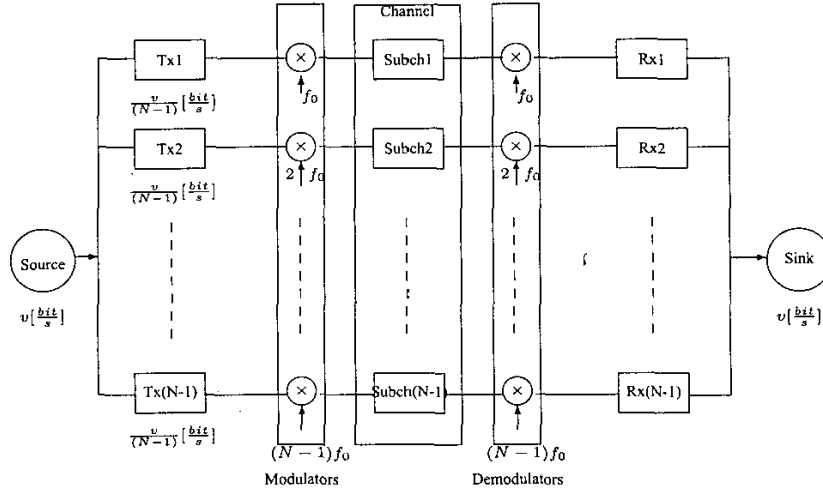 Channel
Tx1 × Subch1 × Rx1
f₀ f₀
v/(N−1) [bit/s]
Tx2 × Subch2 × Rx2
2 f₀ 2 f₀
v/(N−1) [bit/s]
Source Sink
v[bit/s] v[bit/s]
Tx(N-1) × Subch(N-1) × Rx(N-1)
v/(N−1) [bit/s]
(N − 1)f₀ (N − 1)f₀
Modulators Demodulators